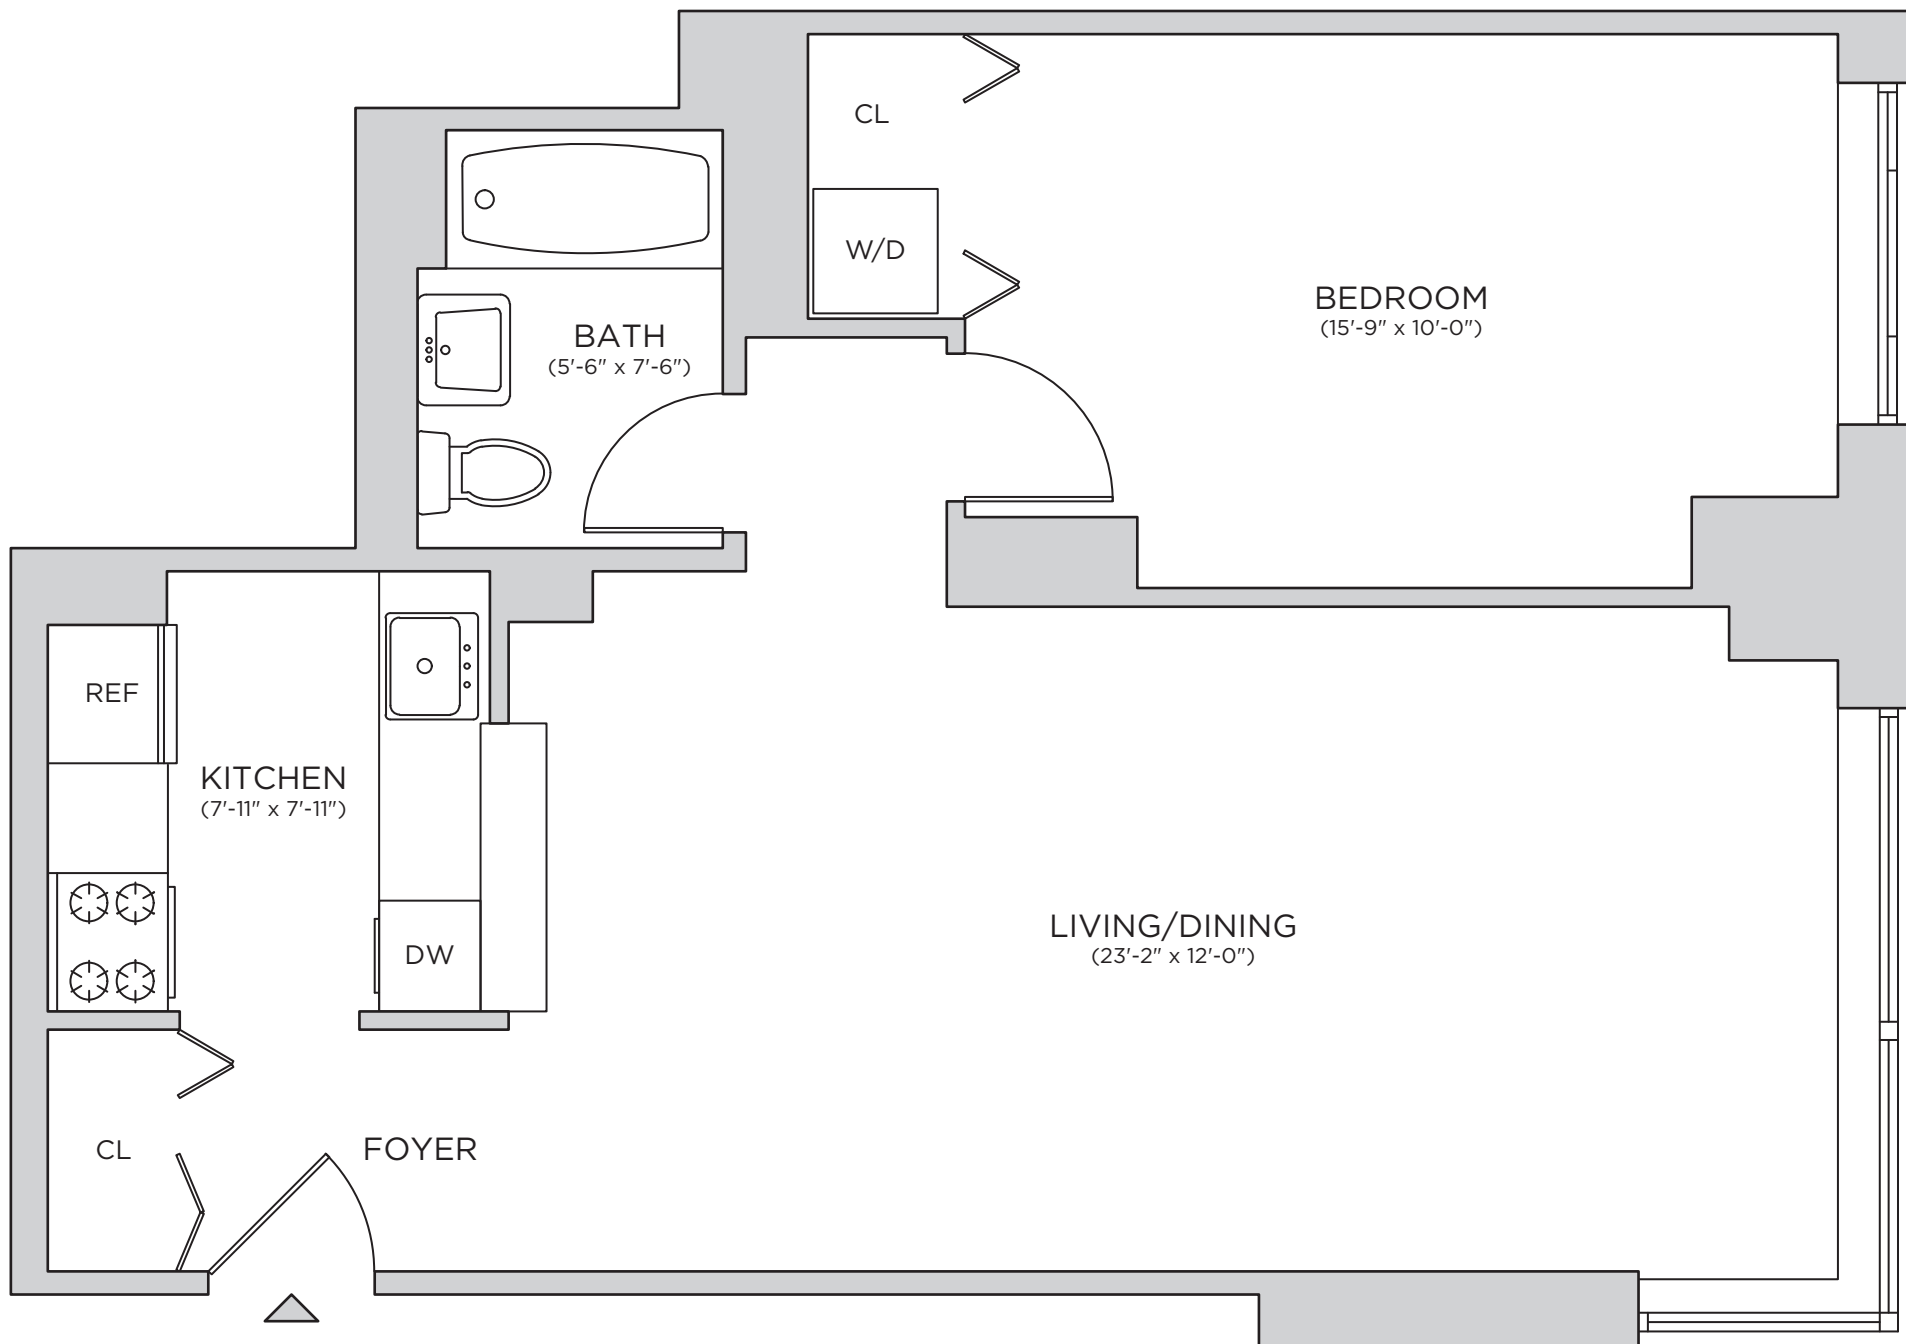 CL
W/D
BEDROOM
(15'-9" x 10'-0")
BATH
(5'-6" x 7'-6")
REF
KITCHEN
(7'-11" x 7'-11")
DW
LIVING/DINING
(23'-2" x 12'-0")
CL
FOYER